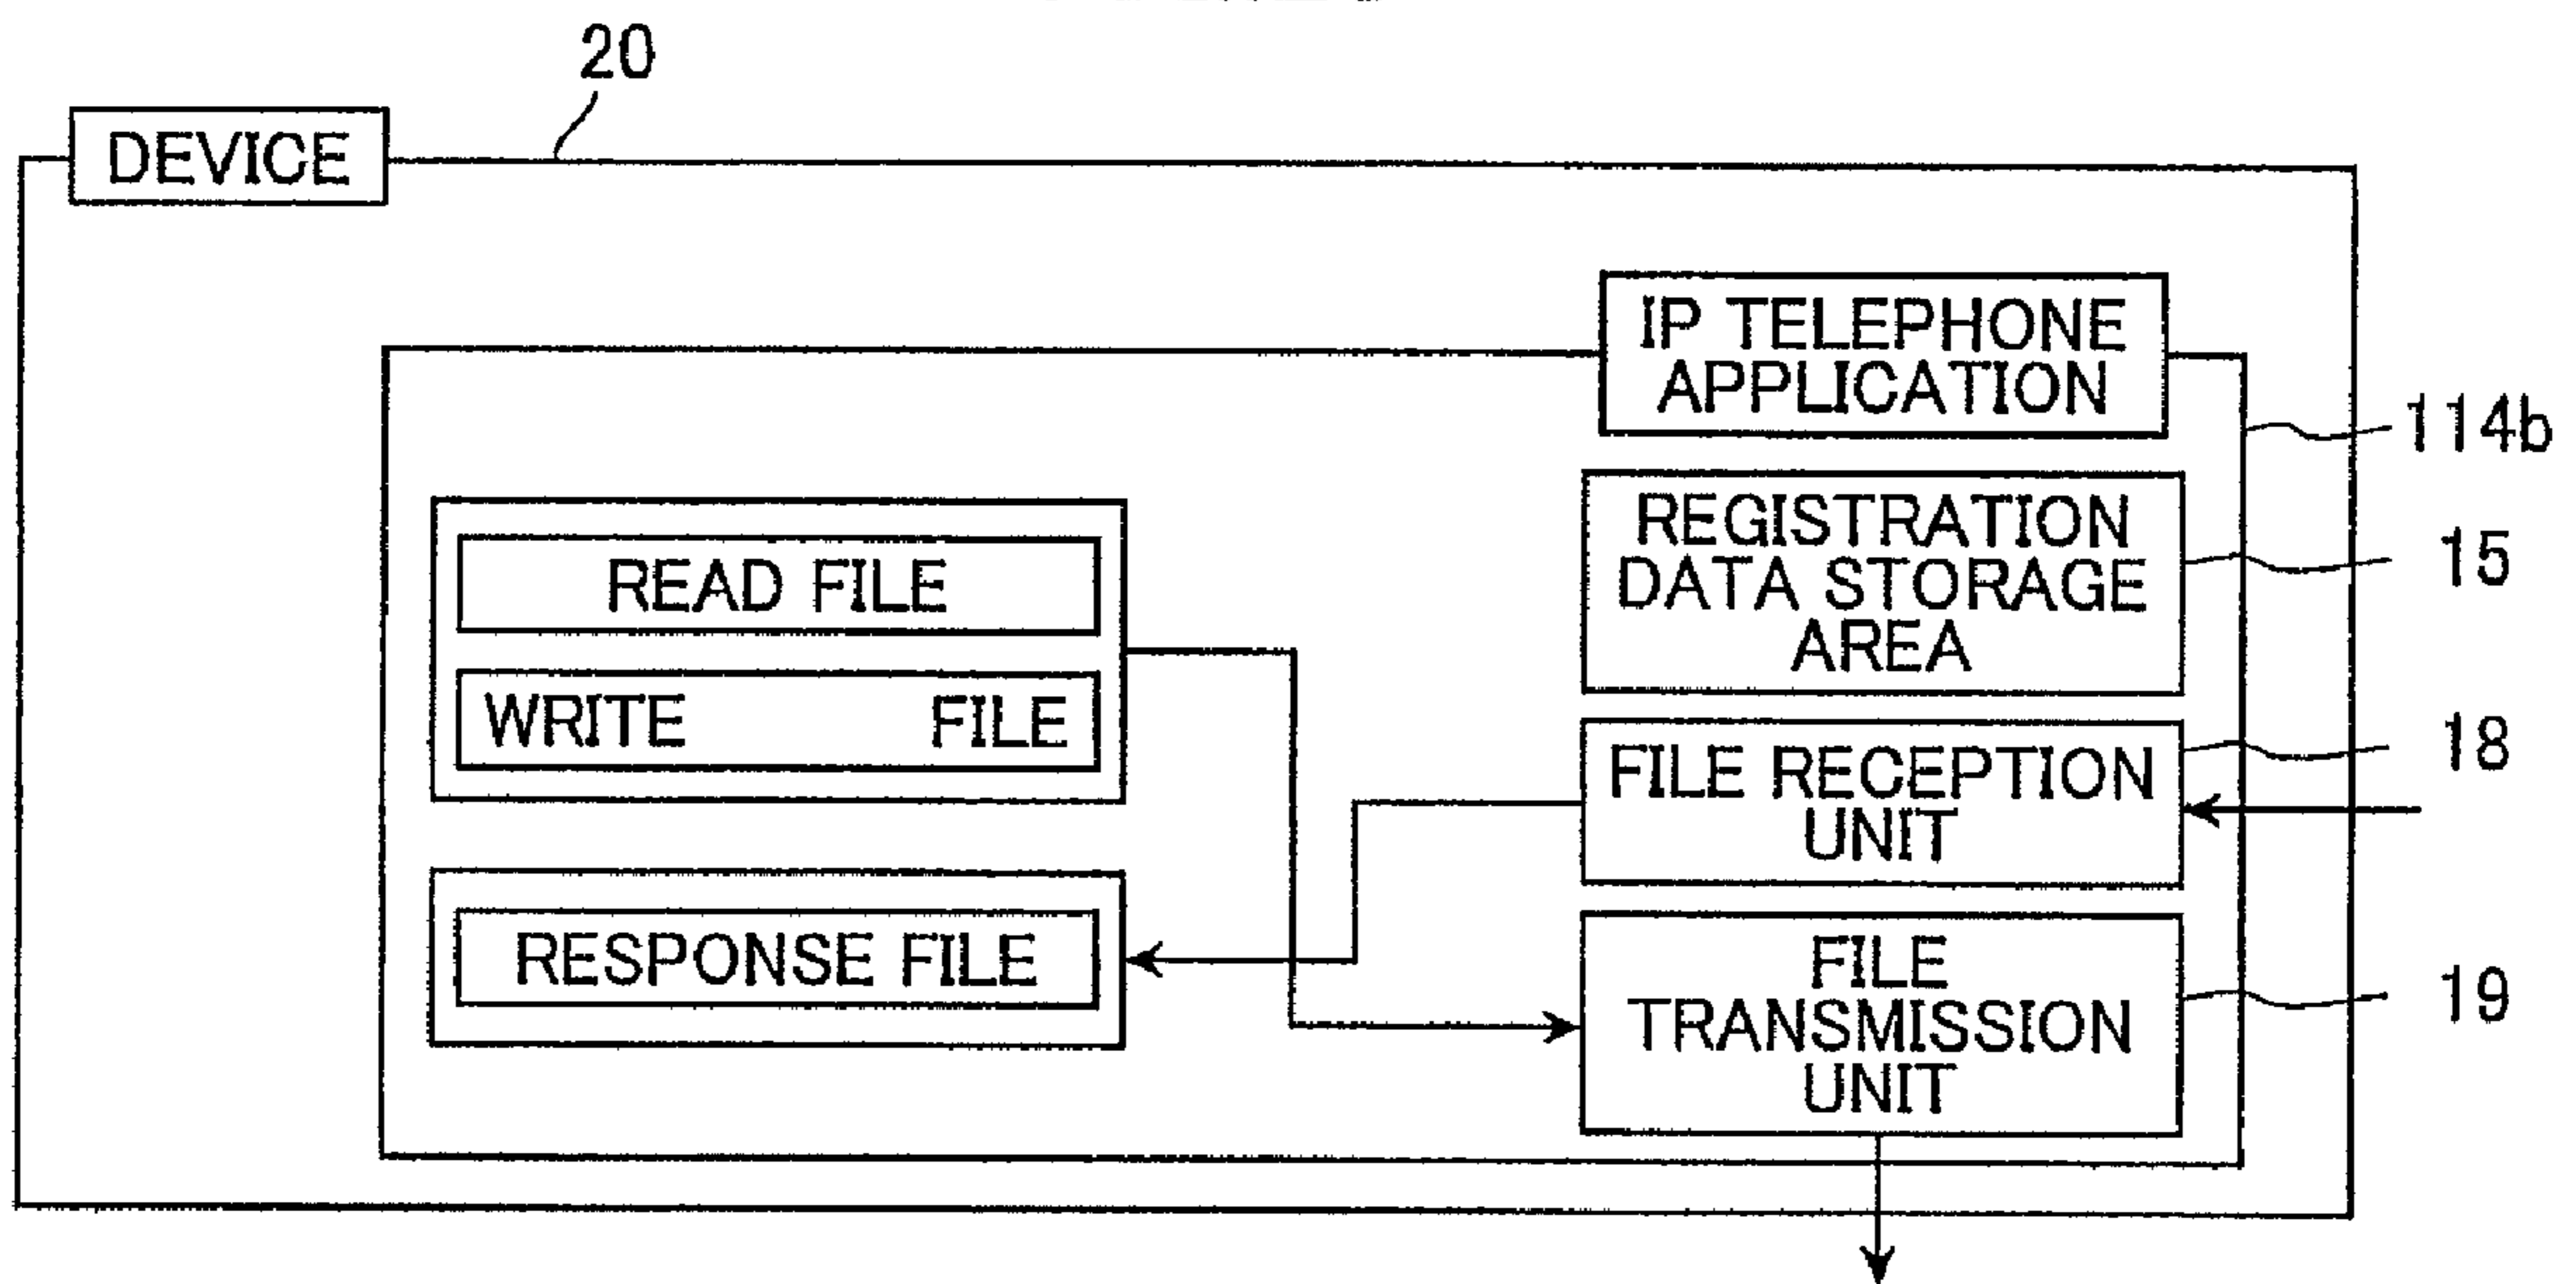 20
DEVICE
IP TELEPHONE
APPLICATION
114b
REGISTRATION
DATA STORAGE
AREA
15
READ FILE
WRITE FILE
FILE RECEPTION
UNIT
18
RESPONSE FILE
FILE
TRANSMISSION
UNIT
19